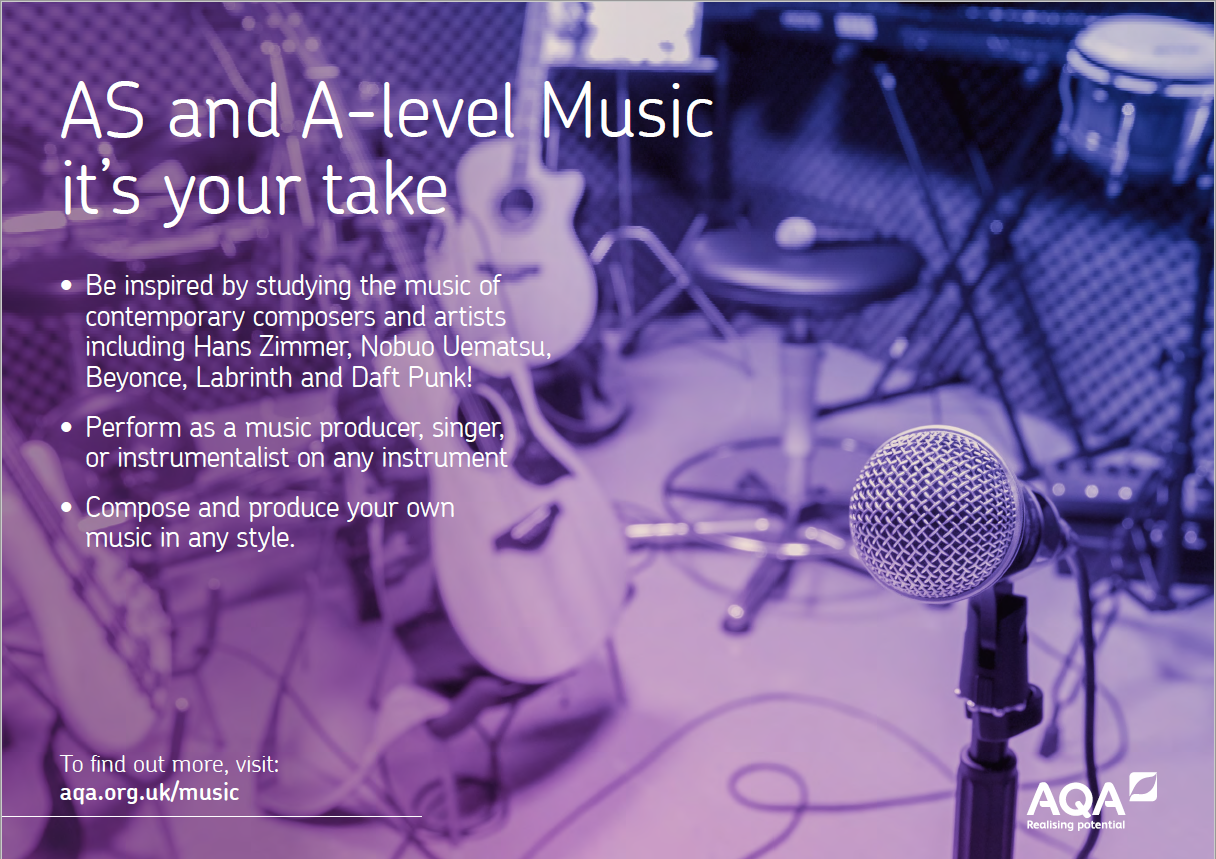 AS and A-level Music
it's your take
• Be inspired by studying the music of
contemporary composers and artists
including Hans Zimmer, Nobuo Uematsu,
Beyonce, Labrinth and Daft Punk!
• Perform as a music producer, singer,
or instrumentalist on any instrument
• Compose and produce your own
music in any style.
To find out more, visit:
aqa.org.uk/music
AQA
Realising potential